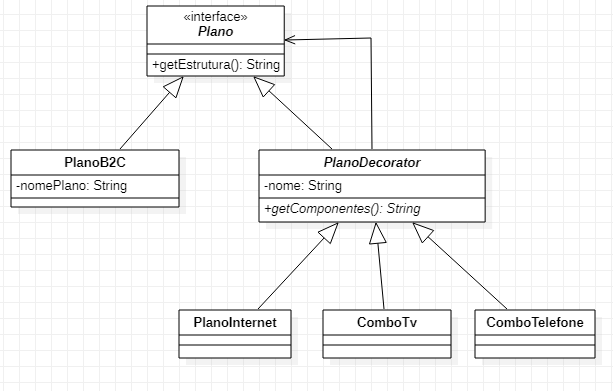 «interface»
Plano
+getEstrutura(): String
PlanoB2C
-nomePlano: String
PlanoDecorator
-nome: String
+getComponentes(): String
PlanoInternet
ComboTv
ComboTelefone